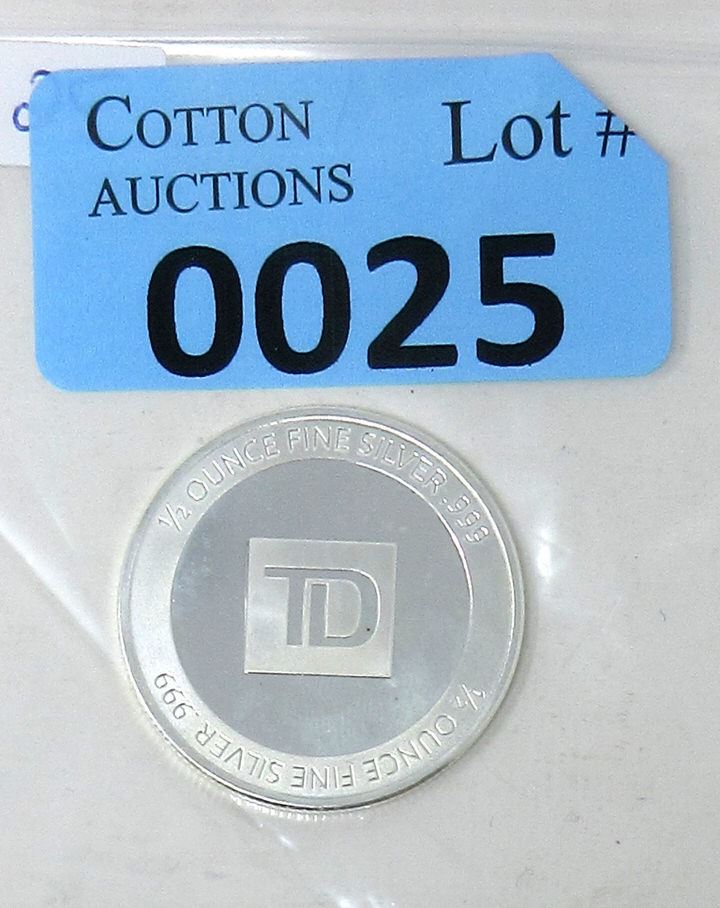 COTTON
AUCTIONS
Lot #
0025
½ OUNCE FINE SILVER .999
TD
½ OUNCE FINE SILVER .999